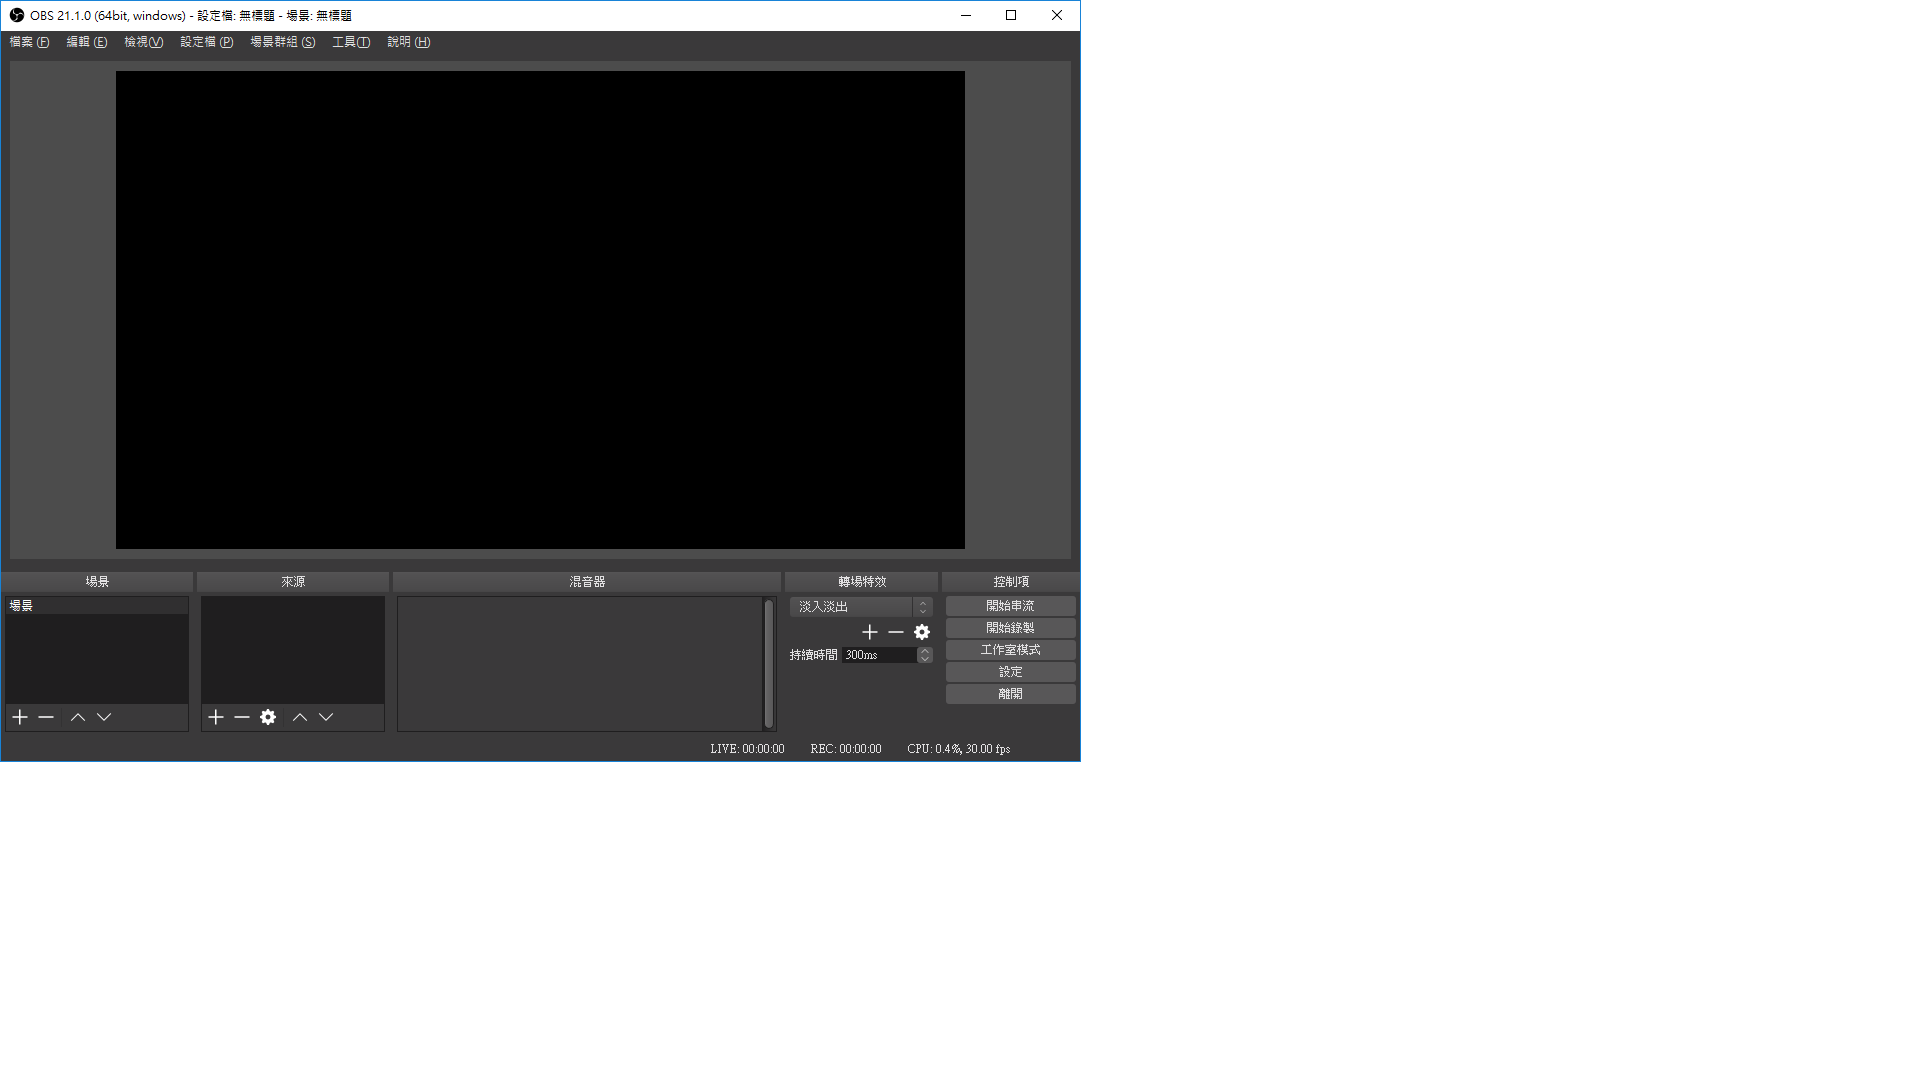 OBS 21.1.0 (64bit, windows) - 設定檔: 無標題 - 場景: 無標題
檔案 (F) 編輯 (E) 檢視(V) 設定檔 (P) 場景群組 (S) 工具(T) 說明 (H)
場景 來源 混音器 轉場特效 控制項
場景 淡入淡出 開始串流
開始錄製
工作室模式
持續時間 300ms
設定
離開
LIVE: 00:00:00 REC: 00:00:00 CPU: 0.4%, 30.00 fps